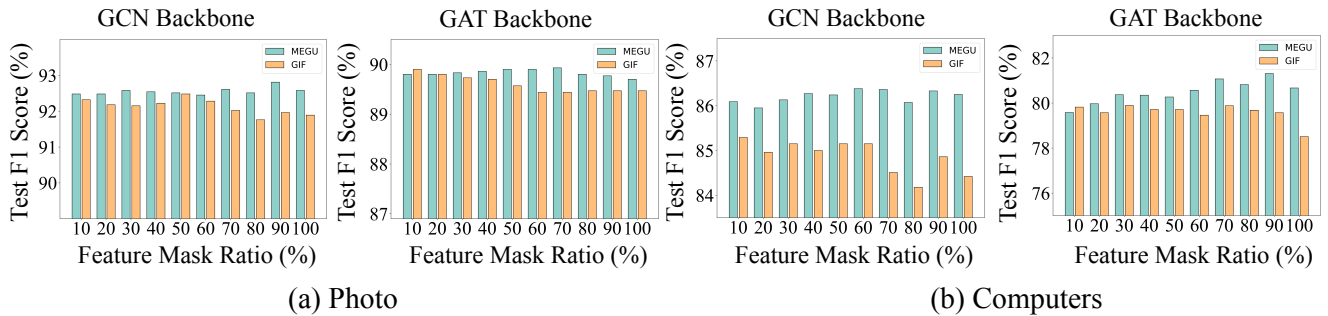 GCN Backbone
Test F1 Score (%)
93
92
91
90
MEGU
GIF
10 20 30 40 50 60 70 80 90 100
Feature Mask Ratio (%)
GAT Backbone
Test F1 Score (%)
90
89
88
87
MEGU
GIF
10 20 30 40 50 60 70 80 90 100
Feature Mask Ratio (%)
(a) Photo
GCN Backbone
Test F1 Score (%)
87
86
85
84
MEGU
GIF
10 20 30 40 50 60 70 80 90 100
Feature Mask Ratio (%)
GAT Backbone
Test F1 Score (%)
82
80
78
76
MEGU
GIF
10 20 30 40 50 60 70 80 90 100
Feature Mask Ratio (%)
(b) Computers